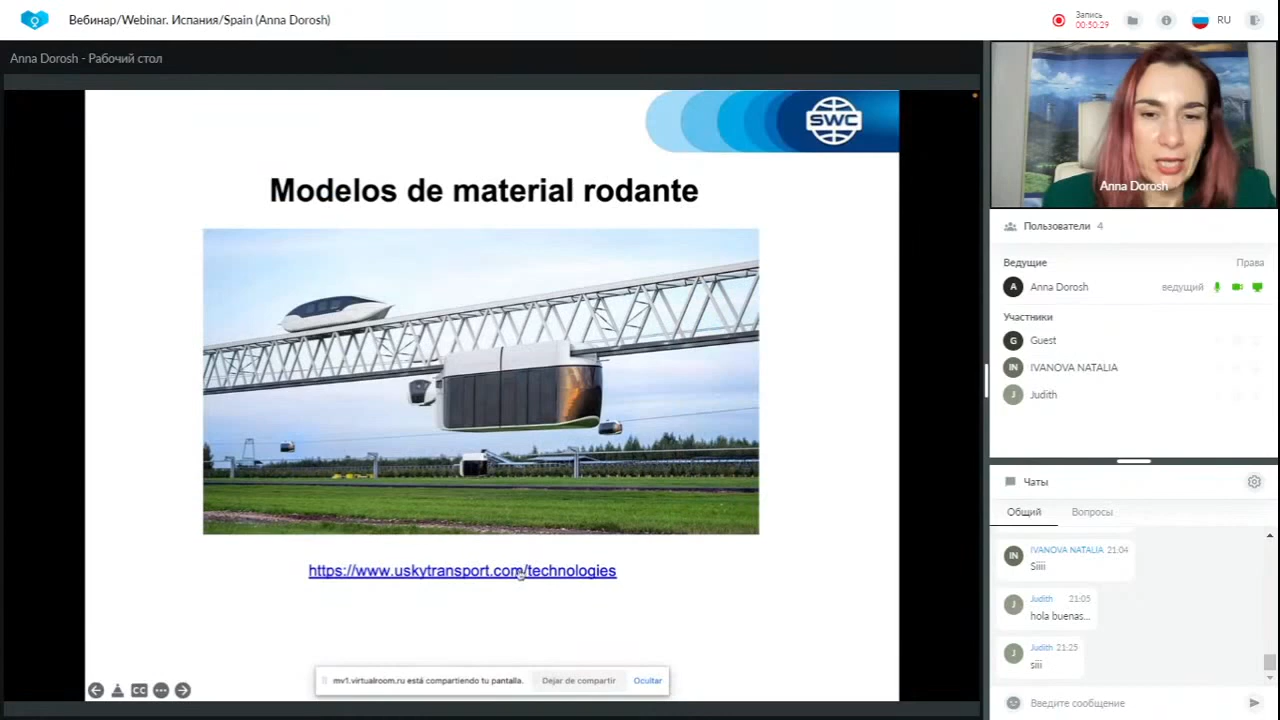 Вебинар/Webinar. Испания/Spain (Anna Dorosh)
Запись
00:50:29
RU
Anna Dorosh - Рабочий стол
SWC
Modelos de material rodante
https://www.uskytransport.com/technologies
mv1.virtualroom.ru está compartiendo tu pantalla.
Dejar de compartir
Ocultar
CC
Anna Dorosh
Пользователи 4
Ведущие
Права
A
Anna Dorosh
ведущий
Участники
G
Guest
IN
IVANOVA NATALIA
J
Judith
Чаты
Общий
Вопросы
IN
IVANOVA NATALIA 21:04
Siiii
J
Judith 21:05
hola buenas...
J
Judith 21:25
siii
Введите сообщение